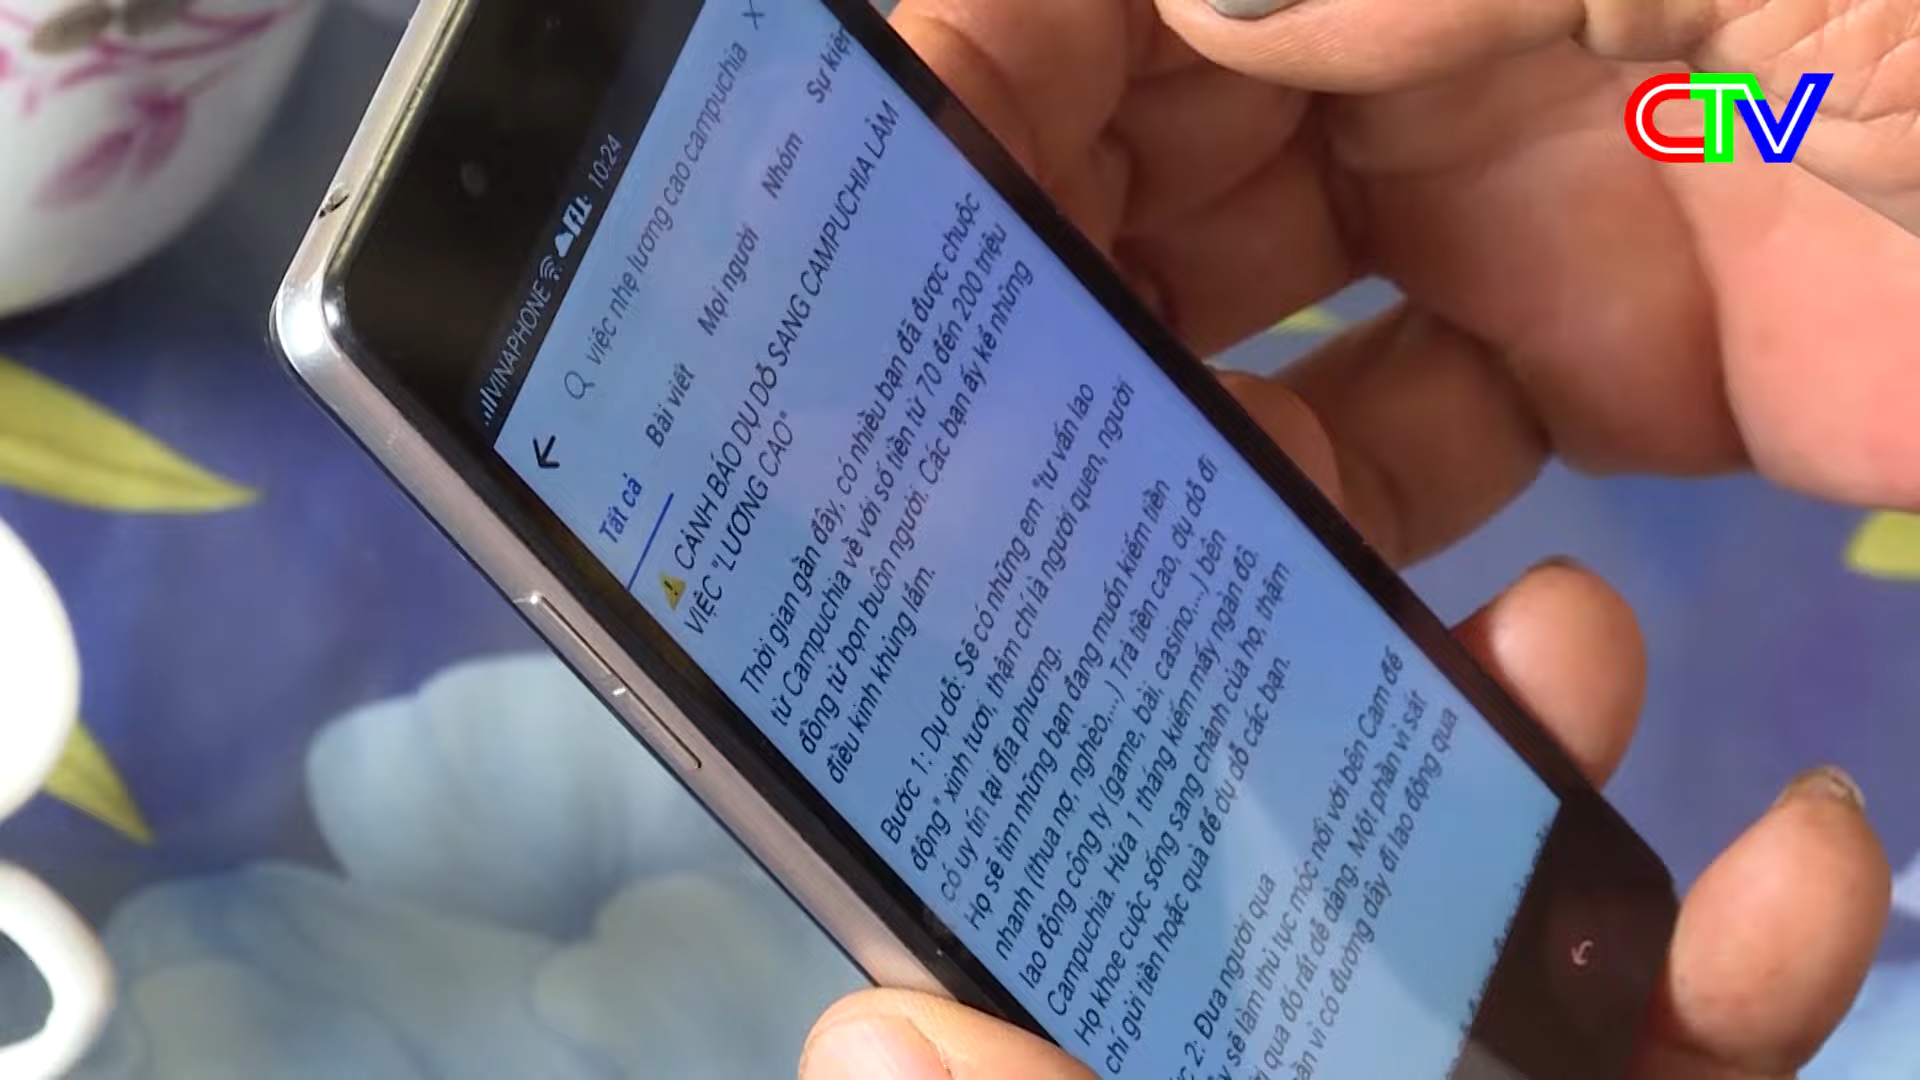 CTV
VINAPHONE 10:24
việc nhẹ lương cao campuchia X
Tất cả Bài viết Mọi người Nhóm Sự kiện
CẢNH BÁO DỤ DỖ SANG CAMPUCHIA LÀM
VIỆC "LƯƠNG CAO"
Thời gian gần đây, có nhiều bạn đã được chuộc
từ Campuchia về với số tiền từ 70 đến 200 triệu
đồng từ bọn buôn người. Các bạn ấy kể những
điều kinh khủng lắm.
Bước 1: Dụ dỗ: Sẽ có những em "tư vấn lao
động" xinh tươi, thậm chí là người quen, người
có uy tín tại địa phương.
Họ sẽ tìm những bạn đang muốn kiếm tiền
nhanh (thua nợ, nghèo,...) Trả tiền cao, dụ dỗ đi
lao động công ty (game, bài, casino,...) bên
Campuchia. Hứa 1 tháng kiếm mấy ngàn đô.
Họ khoe cuộc sống sang chảnh của họ, thậm
chí gửi tiền hoặc quà để dụ dỗ các bạn.
2: Đưa người qua
sẽ làm thủ tục móc nối với bên Cam để
qua đó rất dễ dàng. Một phần vì sát
vì có đường dây đi lao động qua